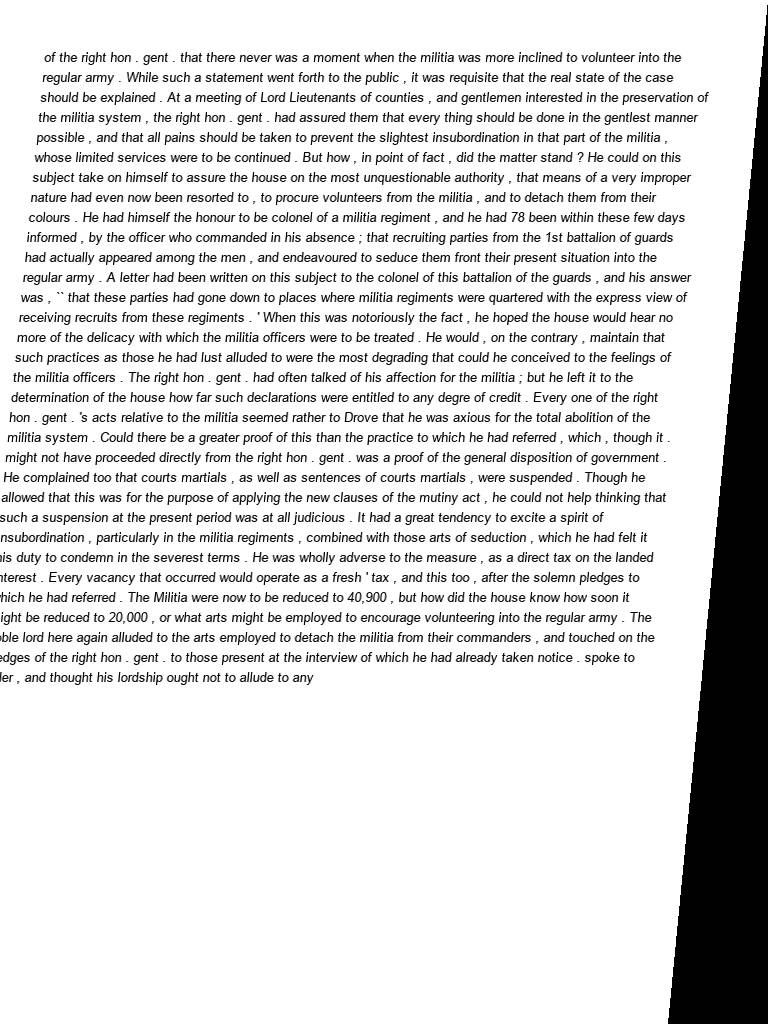 of the right hon . gent . that there never was a moment when the militia was more inclined to volunteer into the
regular army . While such a statement went forth to the public , it was requisite that the real state of the case
should be explained . At a meeting of Lord Lieutenants of counties , and gentlemen interested in the preservation of
the militia system , the right hon . gent . had assured them that every thing should be done in the gentlest manner
possible , and that all pains should be taken to prevent the slightest insubordination in that part of the militia ,
whose limited services were to be continued . But how , in point of fact , did the matter stand ? He could on this
subject take on himself to assure the house on the most unquestionable authority , that means of a very improper
nature had even now been resorted to , to procure volunteers from the militia , and to detach them from their
colours . He had himself the honour to be colonel of a militia regiment , and he had 78 been within these few days
informed , by the officer who commanded in his absence ; that recruiting parties from the 1st battalion of guards
had actually appeared among the men , and endeavoured to seduce them front their present situation into the
regular army . A letter had been written on this subject to the colonel of this battalion of the guards , and his answer
was , `` that these parties had gone down to places where militia regiments were quartered with the express view of
receiving recruits from these regiments . ' When this was notoriously the fact , he hoped the house would hear no
more of the delicacy with which the militia officers were to be treated . He would , on the contrary , maintain that
such practices as those he had lust alluded to were the most degrading that could he conceived to the feelings of
the militia officers . The right hon . gent . had often talked of his affection for the militia ; but he left it to the
determination of the house how far such declarations were entitled to any degre of credit . Every one of the right
hon . gent . 's acts relative to the militia seemed rather to Drove that he was axious for the total abolition of the
militia system . Could there be a greater proof of this than the practice to which he had referred , which , though it .
might not have proceeded directly from the right hon . gent . was a proof of the general disposition of government .
He complained too that courts martials , as well as sentences of courts martials , were suspended . Though he
allowed that this was for the purpose of applying the new clauses of the mutiny act , he could not help thinking that
such a suspension at the present period was at all judicious . It had a great tendency to excite a spirit of
nsubordination , particularly in the militia regiments , combined with those arts of seduction , which he had felt it
his duty to condemn in the severest terms . He was wholly adverse to the measure , as a direct tax on the landed
nterest . Every vacancy that occurred would operate as a fresh ' tax , and this too , after the solemn pledges to
which he had referred . The Militia were now to be reduced to 40,900 , but how did the house know how soon it
ight be reduced to 20,000 , or what arts might be employed to encourage volunteering into the regular army . The
ble lord here again alluded to the arts employed to detach the militia from their commanders , and touched on the
edges of the right hon . gent . to those present at the interview of which he had already taken notice . spoke to
er , and thought his lordship ought not to allude to any